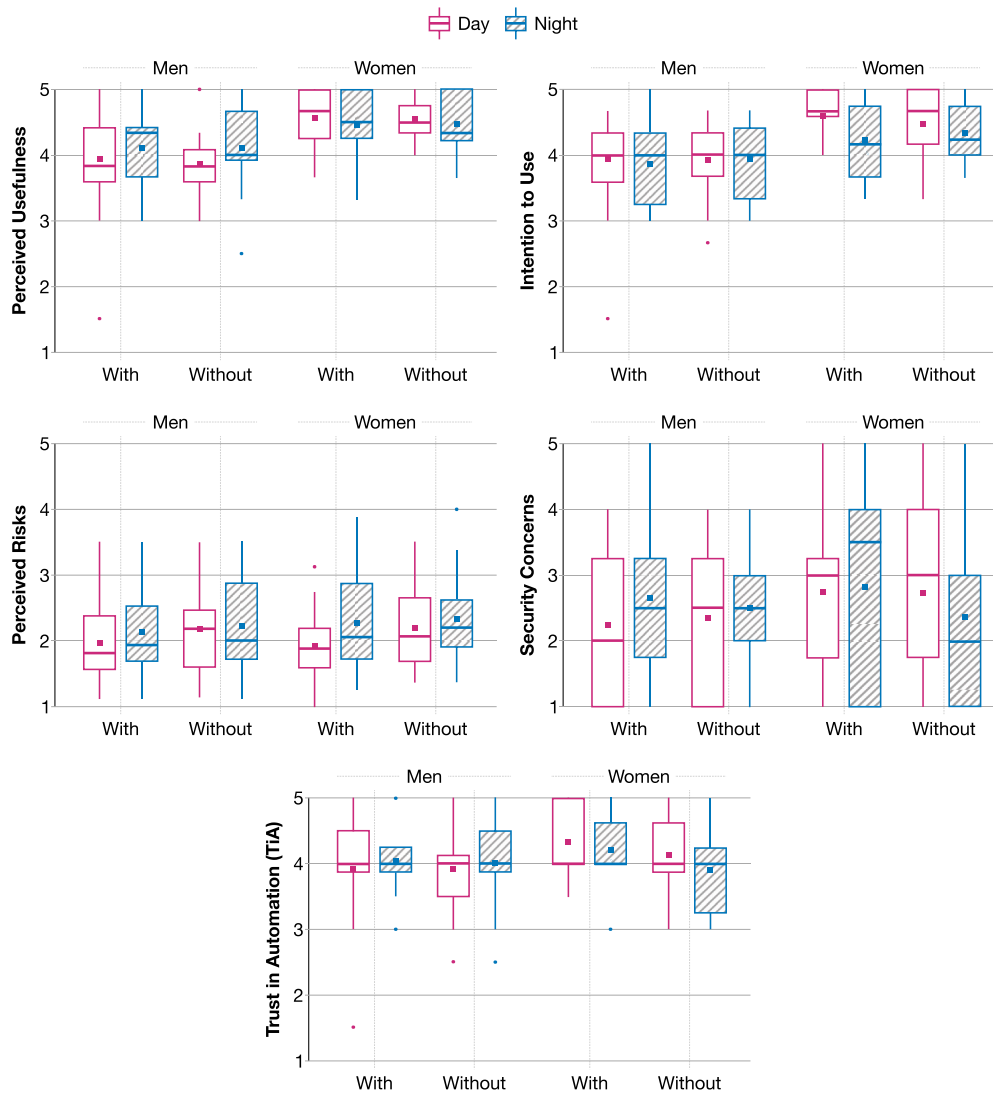 Day Night
Men Women
Perceived Usefulness
5
4
3
2
1
With Without With Without
Men Women
Intention to Use
5
4
3
2
1
With Without With Without
Men Women
Perceived Risks
5
4
3
2
1
With Without With Without
Men Women
Security Concerns
5
4
3
2
1
With Without With Without
Men Women
Trust in Automation (TiA)
5
4
3
2
1
With Without With Without